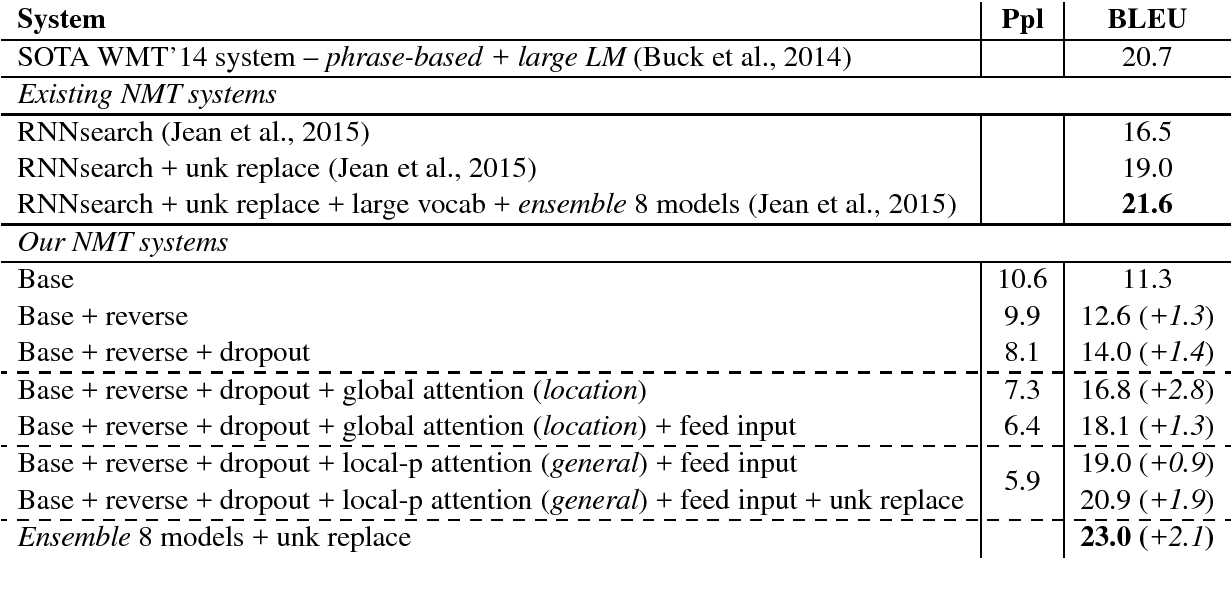 System Ppl BLEU
SOTA WMT’14 system – phrase-based + large LM (Buck et al., 2014) 20.7
Existing NMT systems
RNNsearch (Jean et al., 2015) 16.5
RNNsearch + unk replace (Jean et al., 2015) 19.0
RNNsearch + unk replace + large vocab + ensemble 8 models (Jean et al., 2015) 21.6
Our NMT systems
Base 10.6 11.3
Base + reverse 9.9 12.6 (+1.3)
Base + reverse + dropout 8.1 14.0 (+1.4)
Base + reverse + dropout + global attention (location) 7.3 16.8 (+2.8)
Base + reverse + dropout + global attention (location) + feed input 6.4 18.1 (+1.3)
Base + reverse + dropout + local-p attention (general) + feed input 5.9 19.0 (+0.9)
Base + reverse + dropout + local-p attention (general) + feed input + unk replace 20.9 (+1.9)
Ensemble 8 models + unk replace 23.0 (+2.1)